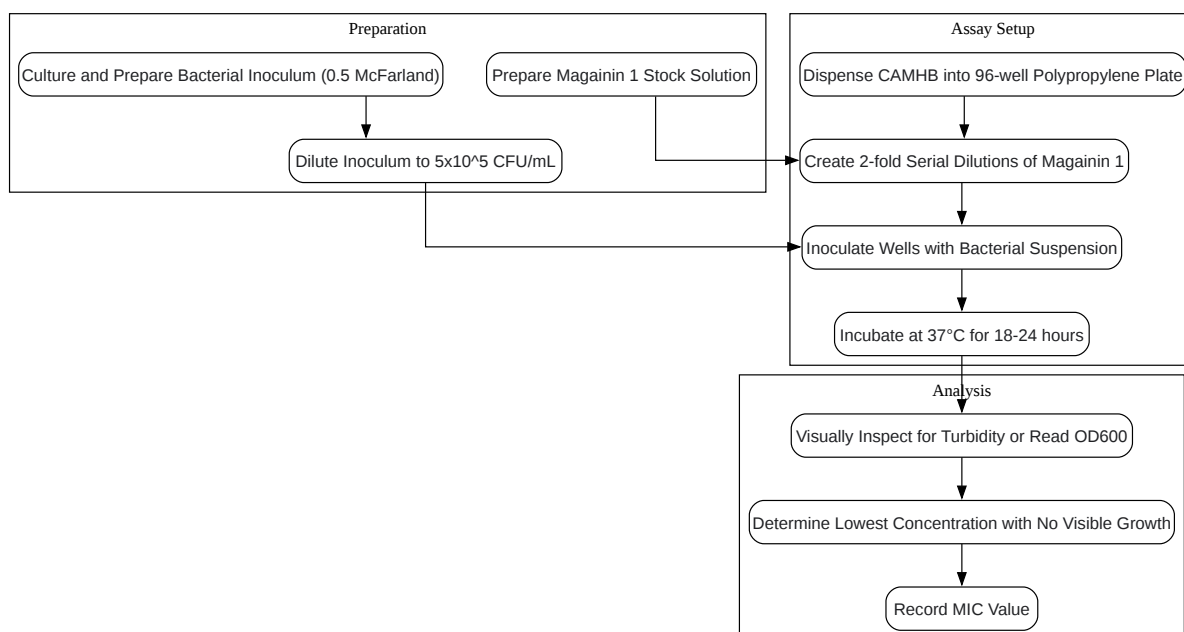 Preparation
Culture and Prepare Bacterial Inoculum (0.5 McFarland)
Prepare Magainin 1 Stock Solution
Dilute Inoculum to 5x10^5 CFU/mL
Assay Setup
Dispense CAMHB into 96-well Polypropylene Plate
Create 2-fold Serial Dilutions of Magainin 1
Inoculate Wells with Bacterial Suspension
Incubate at 37°C for 18-24 hours
Analysis
Visually Inspect for Turbidity or Read OD600
Determine Lowest Concentration with No Visible Growth
Record MIC Value